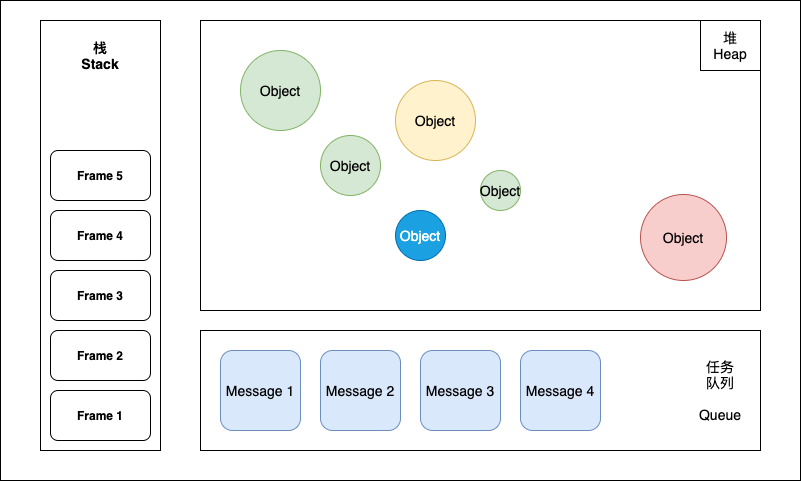 栈
Stack
Frame 5
Frame 4
Frame 3
Frame 2
Frame 1
堆
Heap
Object
Object
Object
Object
Object
Object
Message 1
Message 2
Message 3
Message 4
任务
队列
Queue